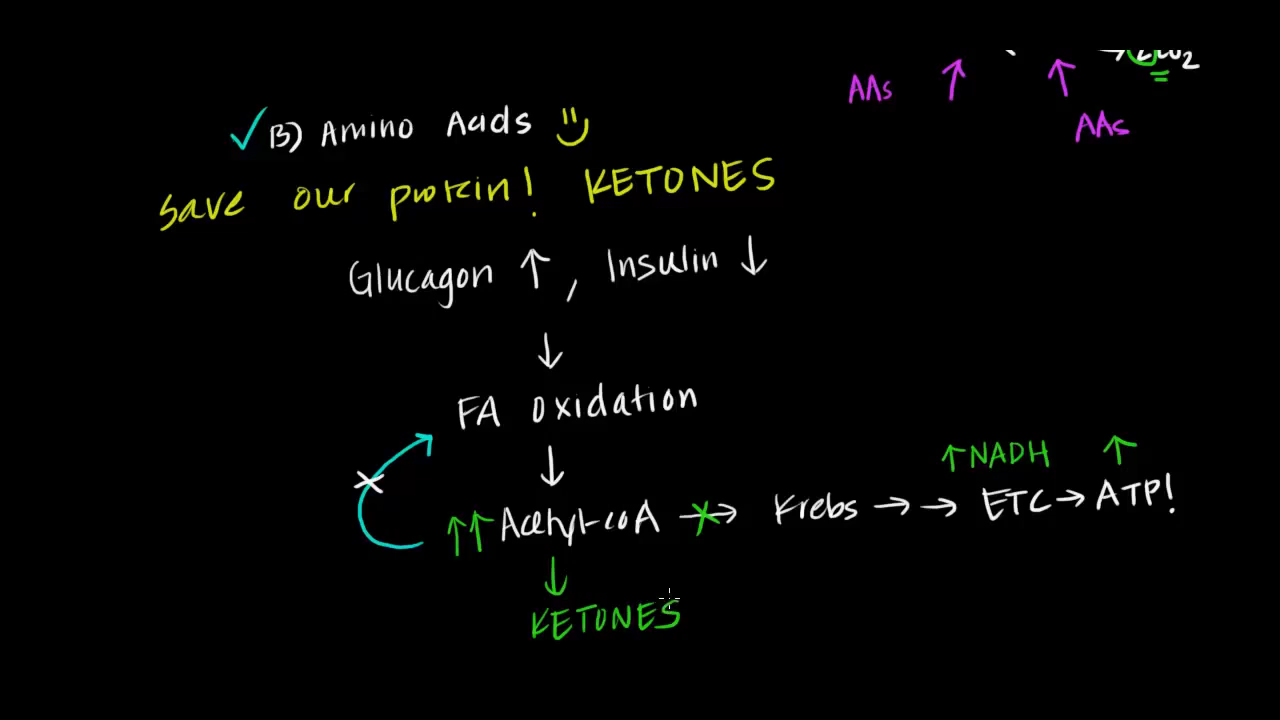 → 2CO2
AAs ↑ ↑
AAs
✓ B) Amino Acids
save our protein! KETONES
Glucagon ↑, Insulin ↓
↓
FA oxidation
↓
↑NADH ↑
↑↑ Acetyl-coA → Krebs → → ETC → ATP!
↓
KETONES